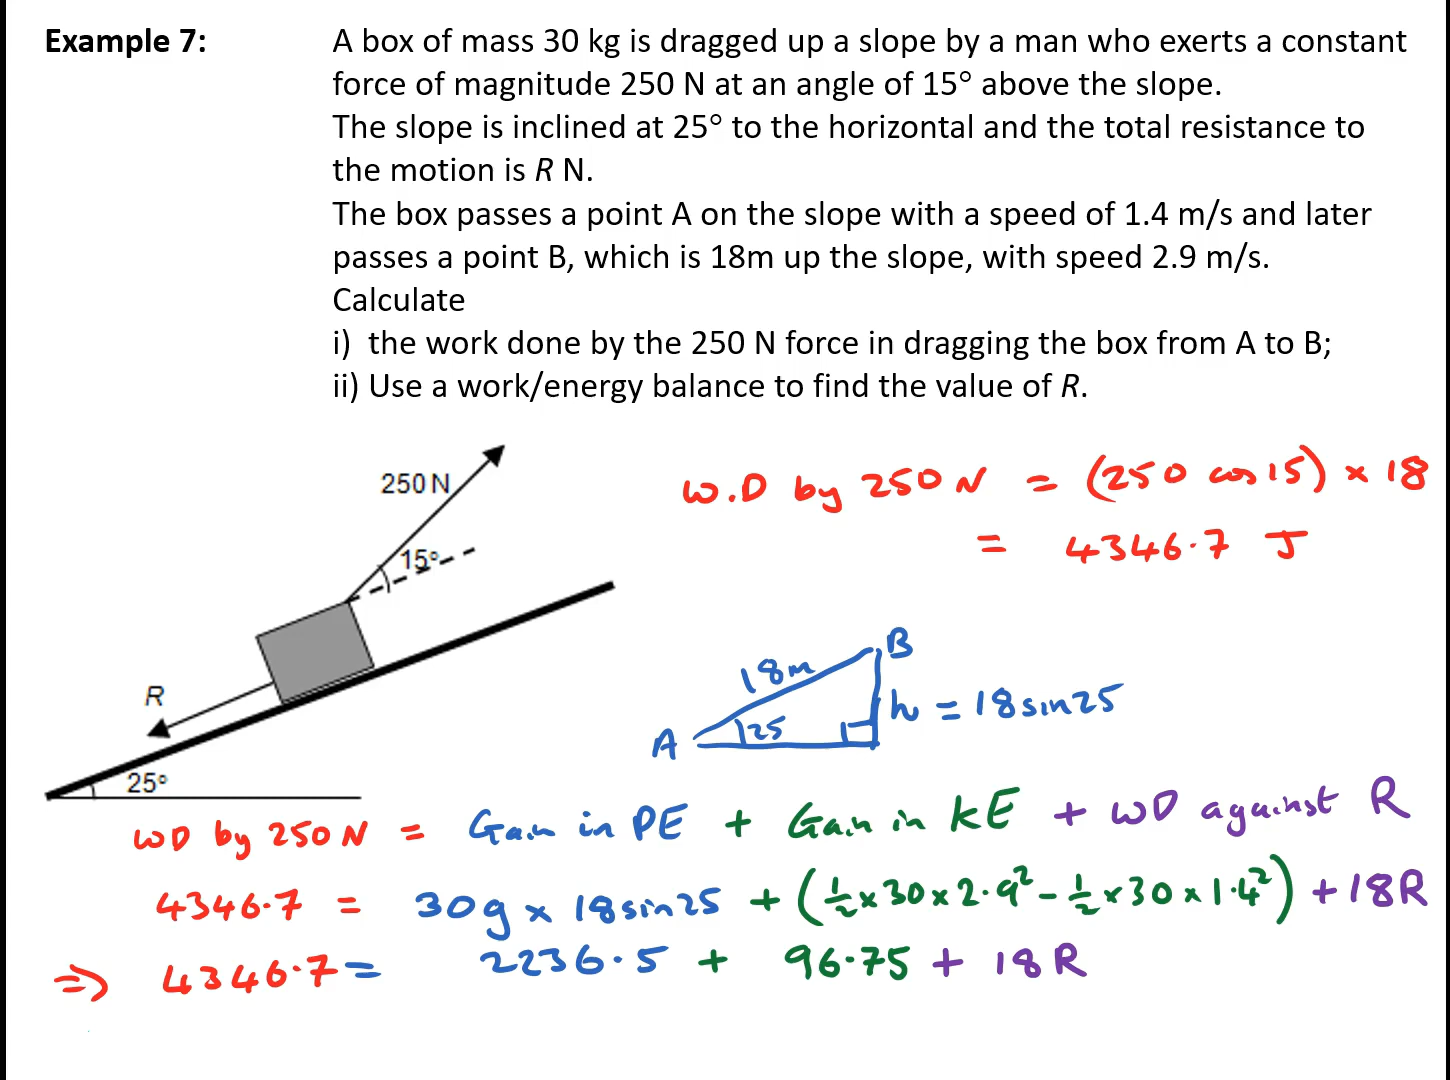 Example 7: A box of mass 30 kg is dragged up a slope by a man who exerts a constant
force of magnitude 250 N at an angle of 15° above the slope.
The slope is inclined at 25° to the horizontal and the total resistance to
the motion is R N.
The box passes a point A on the slope with a speed of 1.4 m/s and later
passes a point B, which is 18m up the slope, with speed 2.9 m/s.
Calculate
i) the work done by the 250 N force in dragging the box from A to B;
ii) Use a work/energy balance to find the value of R.
250 N
15°
R
25°
W.D by 250 N = (250 cos 15) × 18
= 4346.7 J
18m
B
A
25
h = 18 sin 25
WD by 250 N = Gain in PE + Gain in KE + WD against R
4346.7 = 30g × 18 sin 25 + (½ × 30 × 2.9² - ½ × 30 × 1.4²) + 18R
⇒ 4346.7 = 2236.5 + 96.75 + 18R